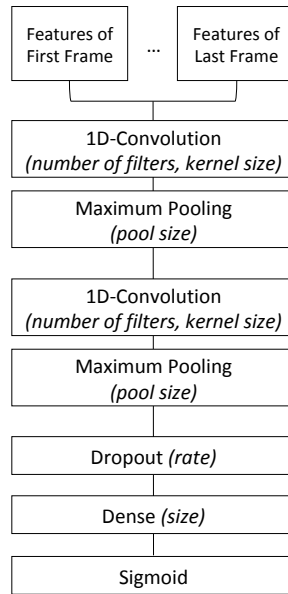 Features of
First Frame
...
Features of
Last Frame
1D-Convolution
(number of filters, kernel size)
Maximum Pooling
(pool size)
1D-Convolution
(number of filters, kernel size)
Maximum Pooling
(pool size)
Dropout (rate)
Dense (size)
Sigmoid